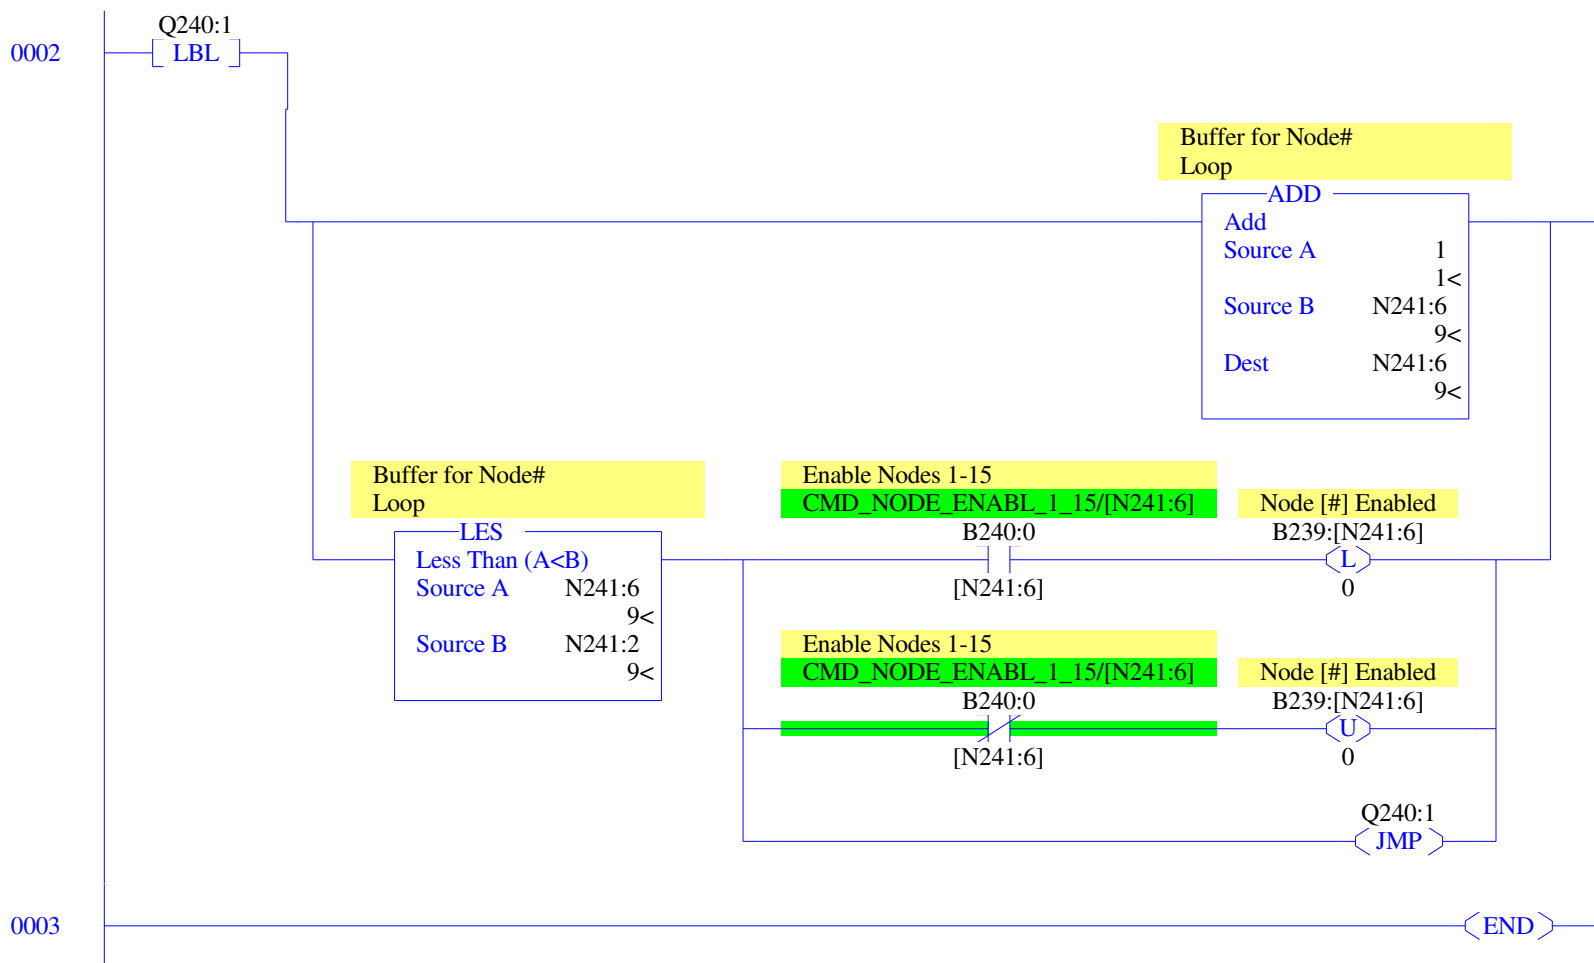 Q240:1
0002 LBL
Buffer for Node#
Loop
ADD
Add
Source A 1
1<
Source B N241:6
9<
Dest N241:6
9<
Buffer for Node#
Loop
LES
Less Than (A<B)
Source A N241:6
9<
Source B N241:2
9<
Enable Nodes 1-15
CMD_NODE_ENABL_1_15/[N241:6]
B240:0
[N241:6]
Node [#] Enabled
B239:[N241:6]
L
0
Enable Nodes 1-15
CMD_NODE_ENABL_1_15/[N241:6]
B240:0
[N241:6]
Node [#] Enabled
B239:[N241:6]
U
0
Q240:1
JMP
0003 END